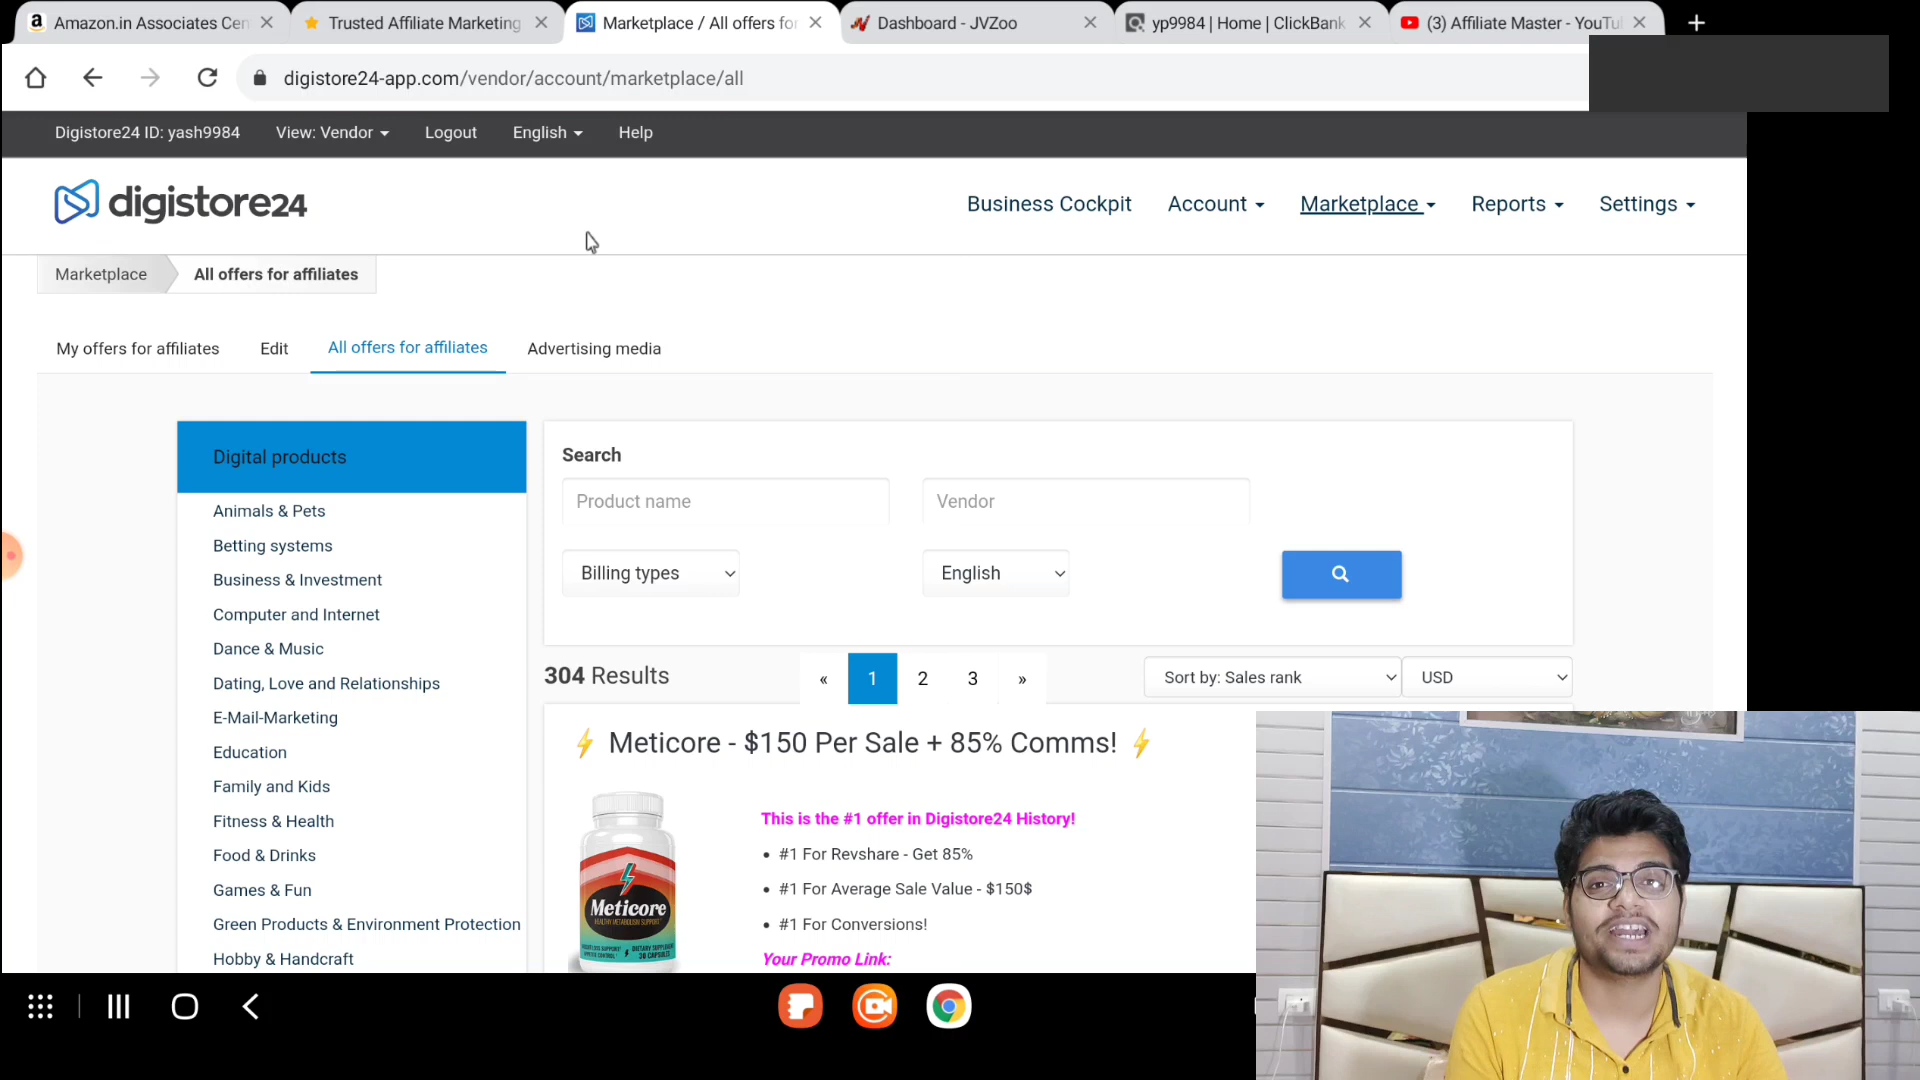 Amazon.in Associates Cen
Trusted Affiliate Marketing
Marketplace / All offers fo
Dashboard - JVZoo
yp9984 | Home | ClickBank
(3) Affiliate Master - YouTu
digistore24-app.com/vendor/account/marketplace/all
Digistore24 ID: yash9984
View: Vendor
Logout
English
Help
digistore24
Business Cockpit
Account
Marketplace
Reports
Settings
Marketplace
All offers for affiliates
My offers for affiliates
Edit
All offers for affiliates
Advertising media
Digital products
Animals & Pets
Betting systems
Business & Investment
Computer and Internet
Dance & Music
Dating, Love and Relationships
E-Mail-Marketing
Education
Family and Kids
Fitness & Health
Food & Drinks
Games & Fun
Green Products & Environment Protection
Hobby & Handcraft
Search
Product name
Vendor
Billing types
English
304 Results
« 1 2 3 »
Sort by: Sales rank
USD
⚡ Meticore - $150 Per Sale + 85% Comms! ⚡
Meticore
This is the #1 offer in Digistore24 History!
• #1 For Revshare - Get 85%
• #1 For Average Sale Value - $150$
• #1 For Conversions!
Your Promo Link: